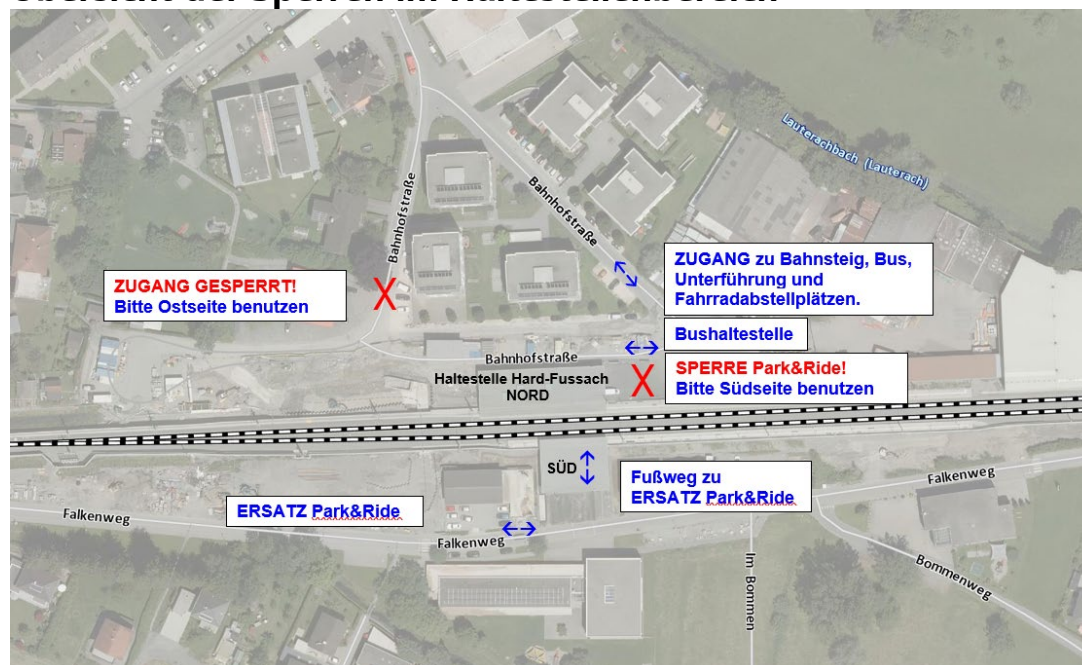 Übersicht der Sperren im Haltestellenbereich
Lauterachbach (Lauterach)
Bahnhofstraße
Bahnhofstraße
ZUGANG zu Bahnsteig, Bus,
Unterführung und
Fahrradabstellplätzen.
ZUGANG GESPERRT!
Bitte Ostseite benutzen
X
Bushaltestelle
Bahnhofstraße
SPERRE Park&Ride!
Bitte Südseite benutzen
X
Haltestelle Hard-Fussach
NORD
SÜD
Fußweg zu
ERSATZ Park&Ride
Falkenweg
ERSATZ Park&Ride
Falkenweg
Falkenweg
Im Bommen
Bommenweg